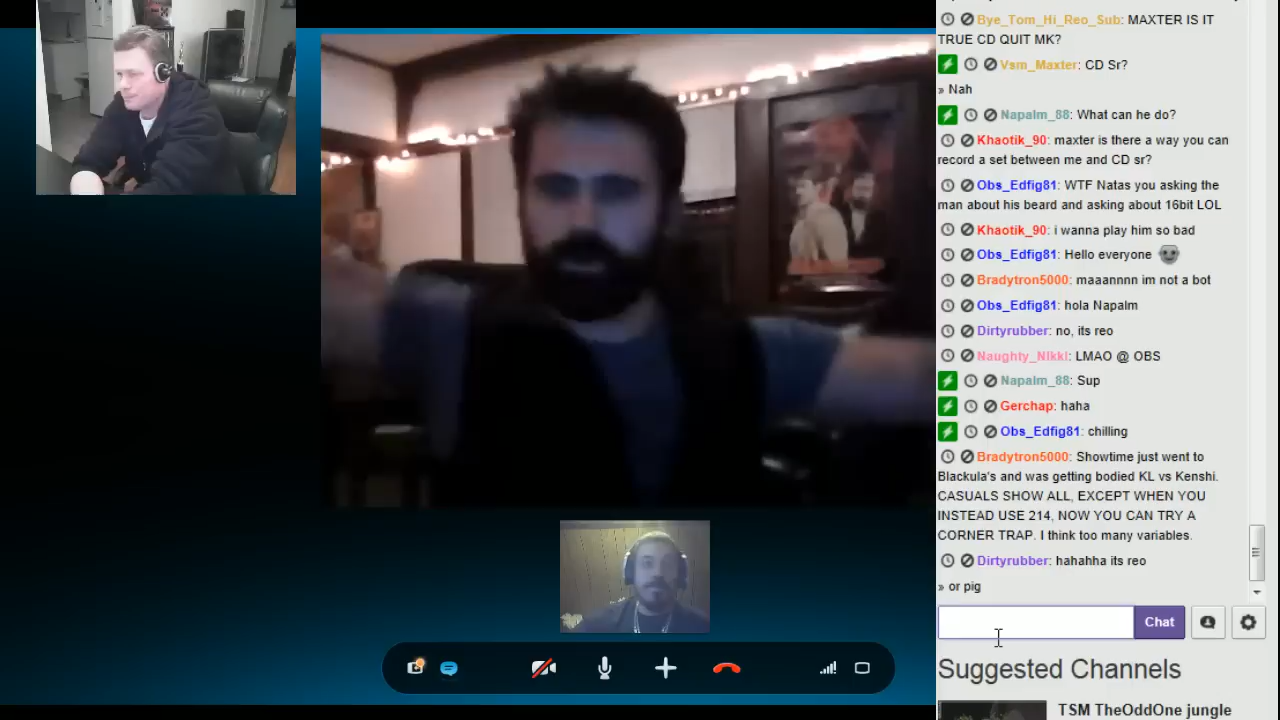 Bye_Tom_Hi_Reo_Sub: MAXTER IS IT
TRUE CD QUIT MK?
Vsm_Maxter: CD Sr?
» Nah
Napalm_88: What can he do?
Khaotik_90: maxter is there a way you can
record a set between me and CD sr?
Obs_Edfig81: WTF Natas you asking the
man about his beard and asking about 16bit LOL
Khaotik_90: i wanna play him so bad
Obs_Edfig81: Hello everyone
Bradytron5000: maaannnn im not a bot
Obs_Edfig81: hola Napalm
Dirtyrubber: no, its reo
Naughty_Nikki: LMAO @ OBS
Napalm_88: Sup
Gerchap: haha
Obs_Edfig81: chilling
Bradytron5000: Showtime just went to
Blackula's and was getting bodied KL vs Kenshi.
CASUALS SHOW ALL, EXCEPT WHEN YOU
INSTEAD USE 214, NOW YOU CAN TRY A
CORNER TRAP. I think too many variables.
Dirtyrubber: hahahha its reo
» or pig
Chat
Suggested Channels
TSM TheOddOne jungle